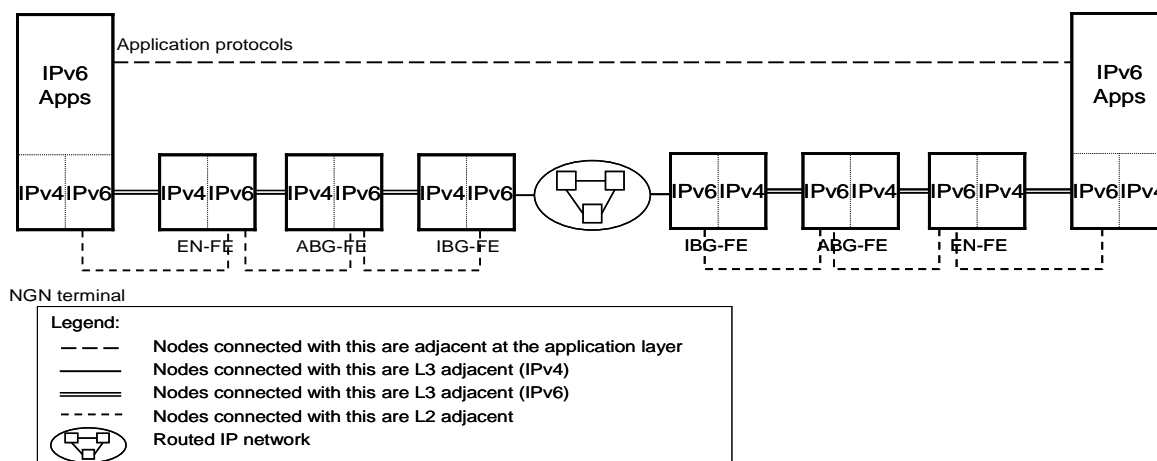 Application protocols
IPv6
Apps
IPv6
Apps
IPv4 IPv6 IPv4 IPv6 IPv4 IPv6 IPv4 IPv6 IPv6 IPv4 IPv6 IPv4 IPv6 IPv4 IPv6 IPv4
EN-FE ABG-FE IBG-FE IBG-FE ABG-FE EN-FE
NGN terminal
Legend:
Nodes connected with this are adjacent at the application layer
Nodes connected with this are L3 adjacent (IPv4)
Nodes connected with this are L3 adjacent (IPv6)
Nodes connected with this are L2 adjacent
Routed IP network